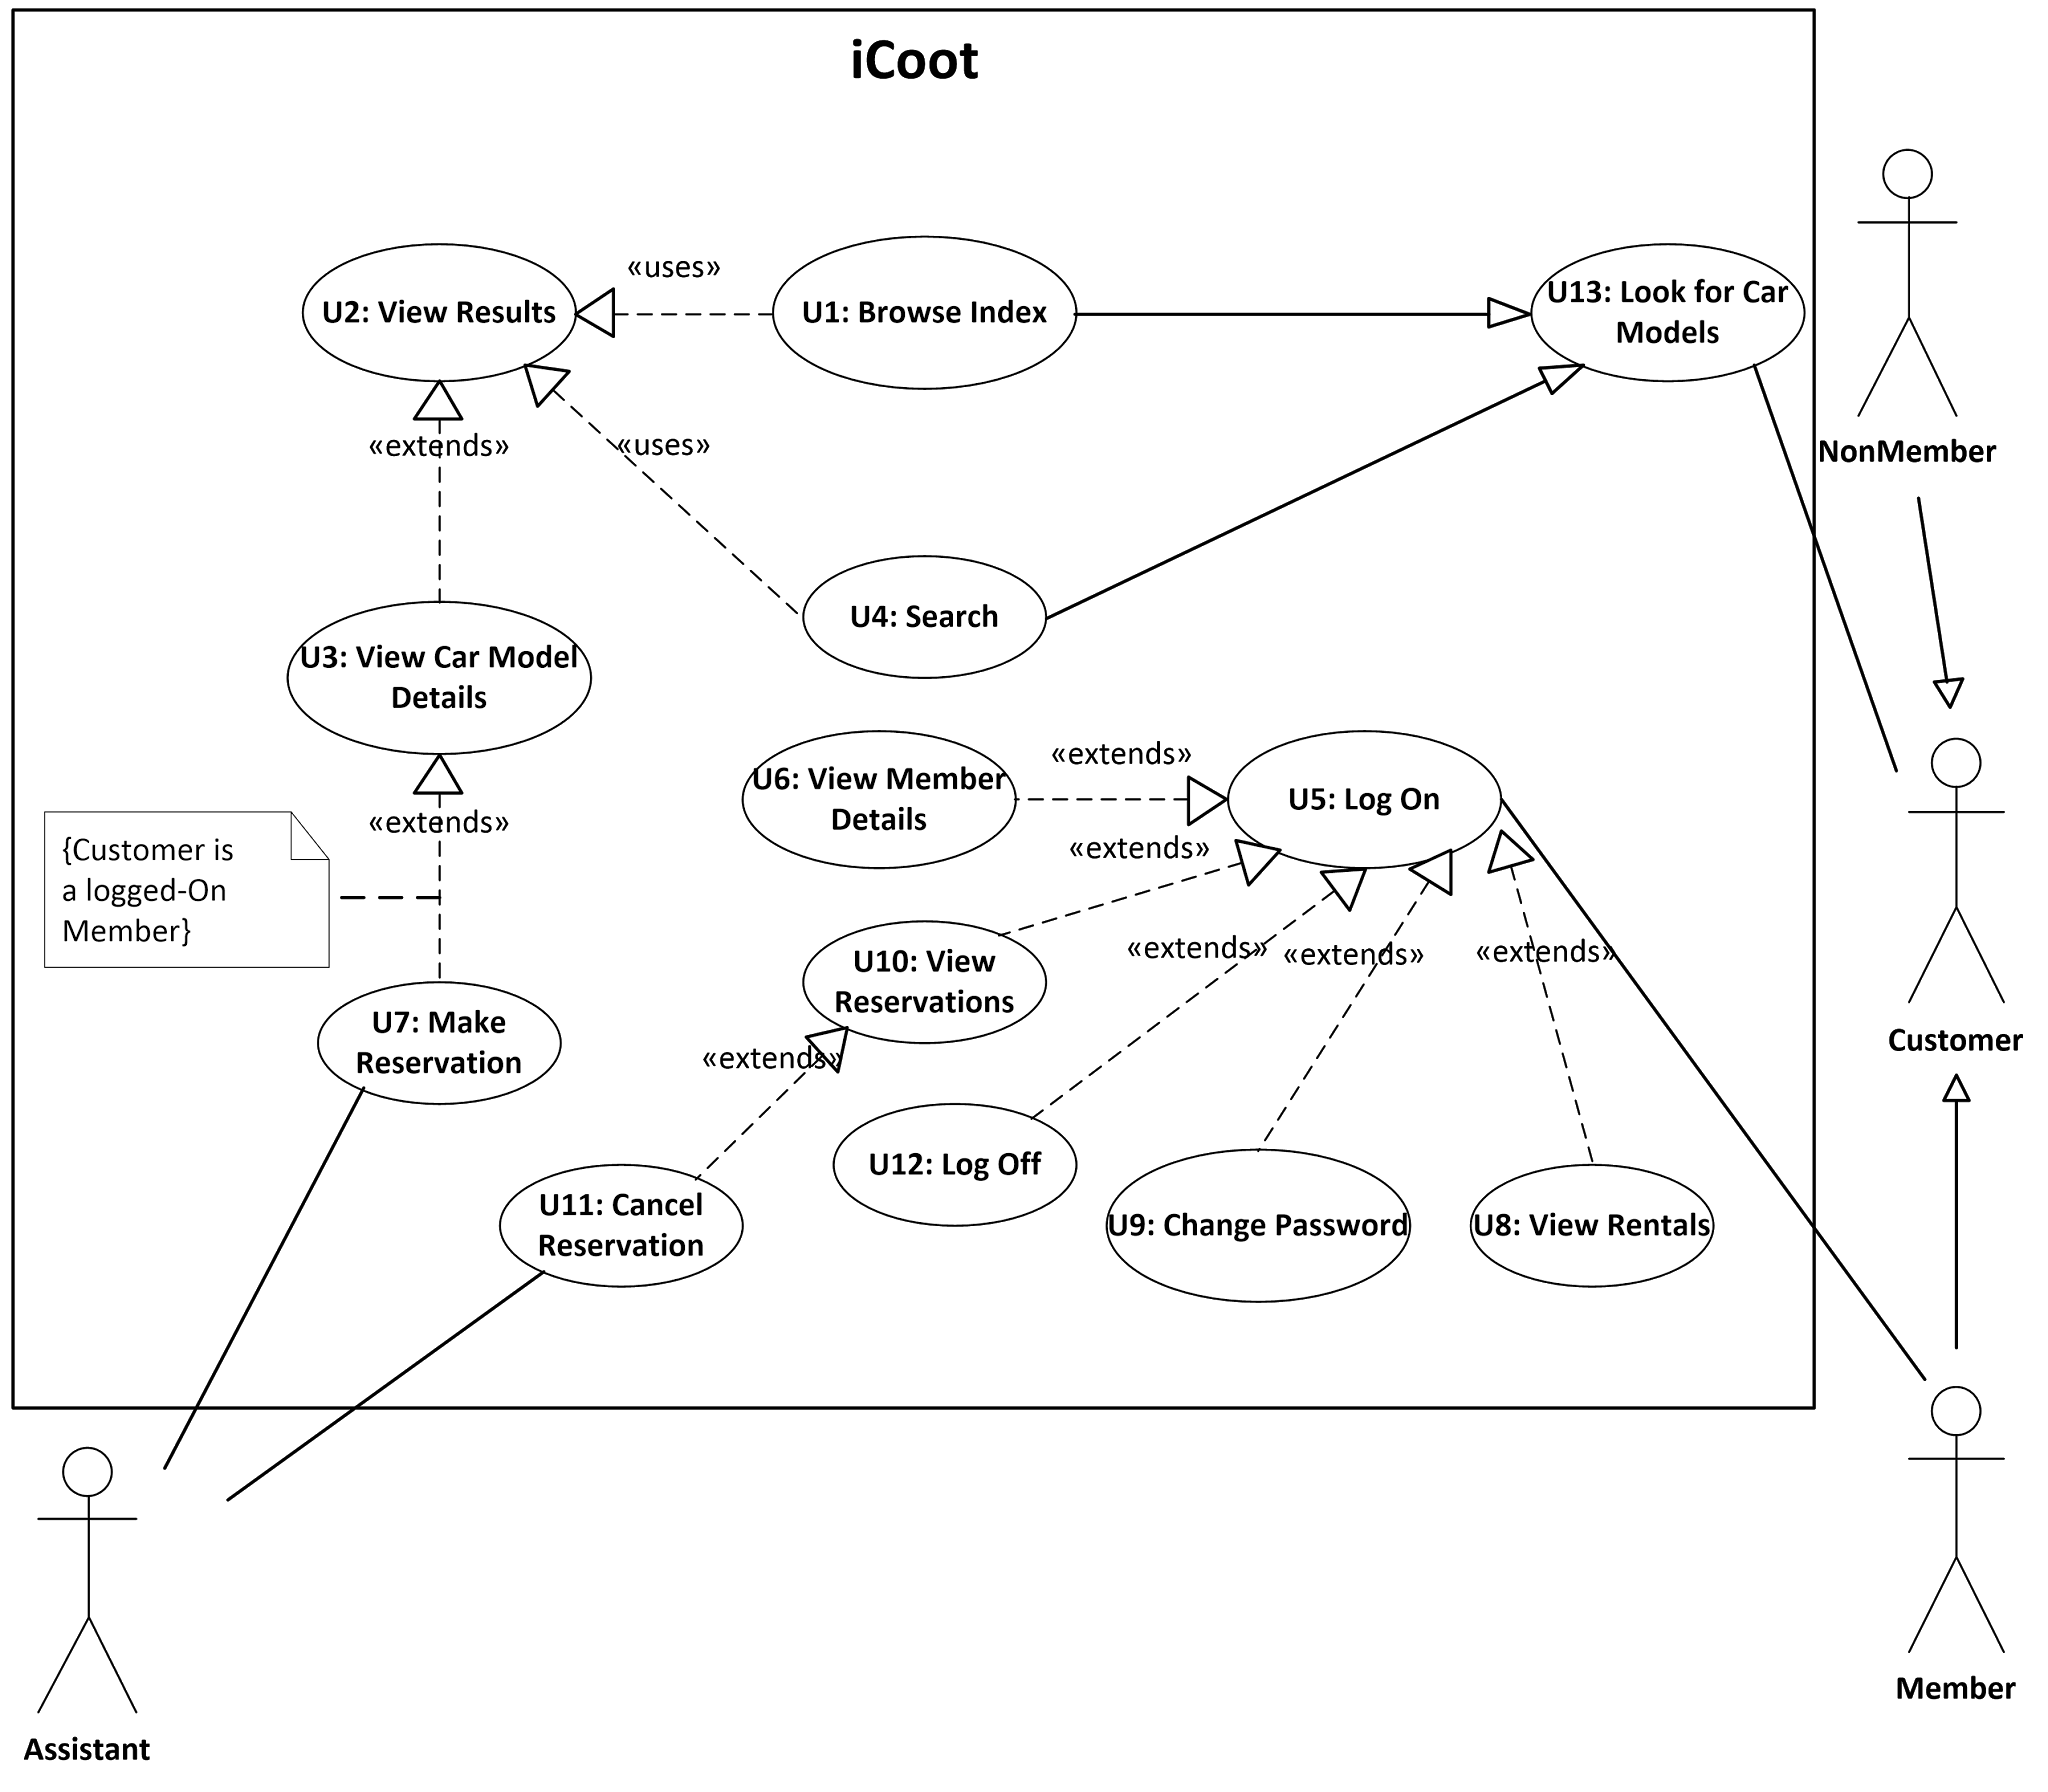 iCoot
«uses»
U2: View Results
U1: Browse Index
U13: Look for Car
Models
NonMember
«extends»
«uses»
U4: Search
U3: View Car Model
Details
«extends»
{Customer is
a logged-On
Member}
«extends»
U6: View Member
Details
U5: Log On
«extends»
«extends»
«extends»
«extends»
U10: View
Reservations
U7: Make
Reservation
«extends»
Customer
U12: Log Off
U11: Cancel
Reservation
U9: Change Password
U8: View Rentals
Member
Assistant